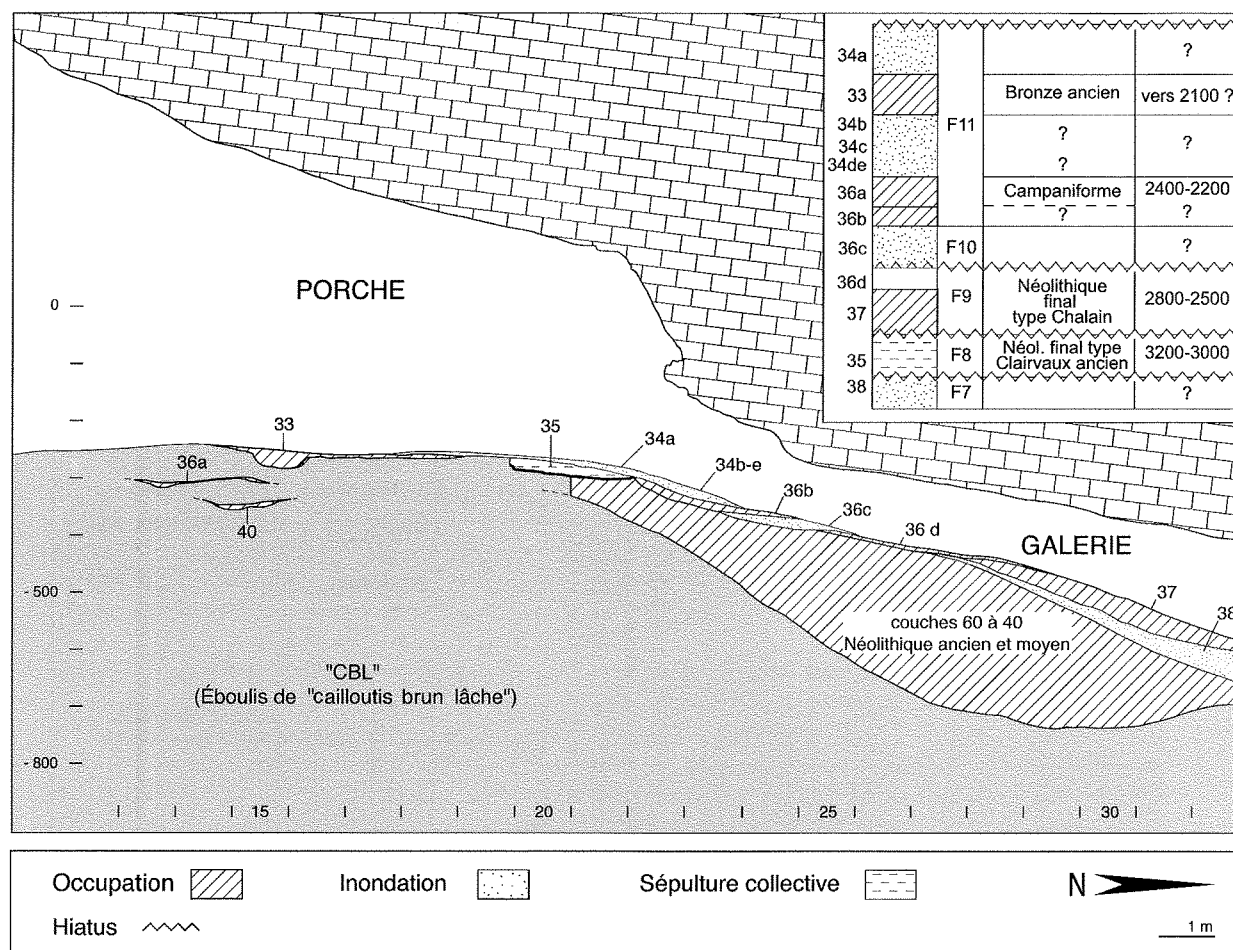 34a ?
33 Bronze ancien vers 2100 ?
34b
34c F11 ? ?
34de ?
36a Campaniforme 2400-2200
36b ? ?
36c F10 ?
36d
37 F9 Néolithique final type Chalain 2800-2500
35 F8 Néol. final type Clairvaux ancien 3200-3000
38 F7 ?
PORCHE
0
33
35
34a
36a
34b-e
36b
36c
40
36 d
GALERIE
37
38
- 500
couches 60 à 40
Néolithique ancien et moyen
"CBL"
(Éboulis de "cailloutis brun lâche")
- 800
15 20 25 30
Occupation Inondation Sépulture collective N
Hiatus 1 m